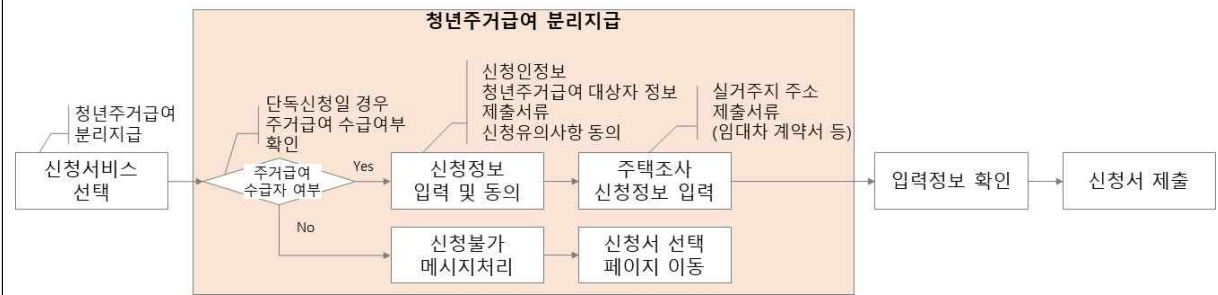 청년주거급여 분리지급
청년주거급여
분리지급
신청서비스
선택
단독신청일 경우
주거급여 수급여부
확인
주거급여
수급자 여부
Yes
No
신청인정보
청년주거급여 대상자 정보
제출서류
신청유의사항 동의
신청정보
입력 및 동의
실거주지 주소
제출서류
(임대차 계약서 등)
주택조사
신청정보 입력
입력정보 확인
신청서 제출
신청불가
메시지처리
신청서 선택
페이지 이동